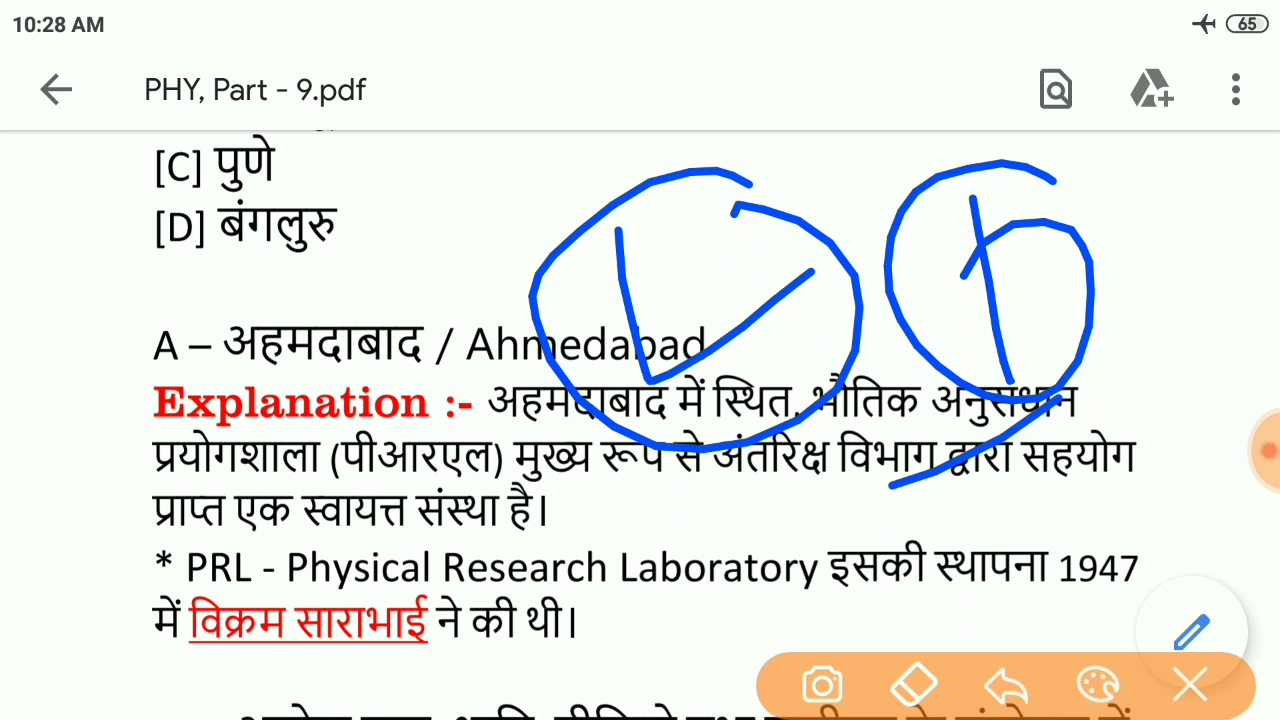 10:28 AM
65
PHY, Part - 9.pdf
[C] पुणे
[D] बंगलुरु
A – अहमदाबाद / Ahmedabad
Explanation :- अहमदाबाद में स्थित, भौतिक अनुसंधान
प्रयोगशाला (पीआरएल) मुख्य रूप से अंतरिक्ष विभाग द्वारा सहयोग
प्राप्त एक स्वायत्त संस्था है।
* PRL - Physical Research Laboratory इसकी स्थापना 1947
में विक्रम साराभाई ने की थी।